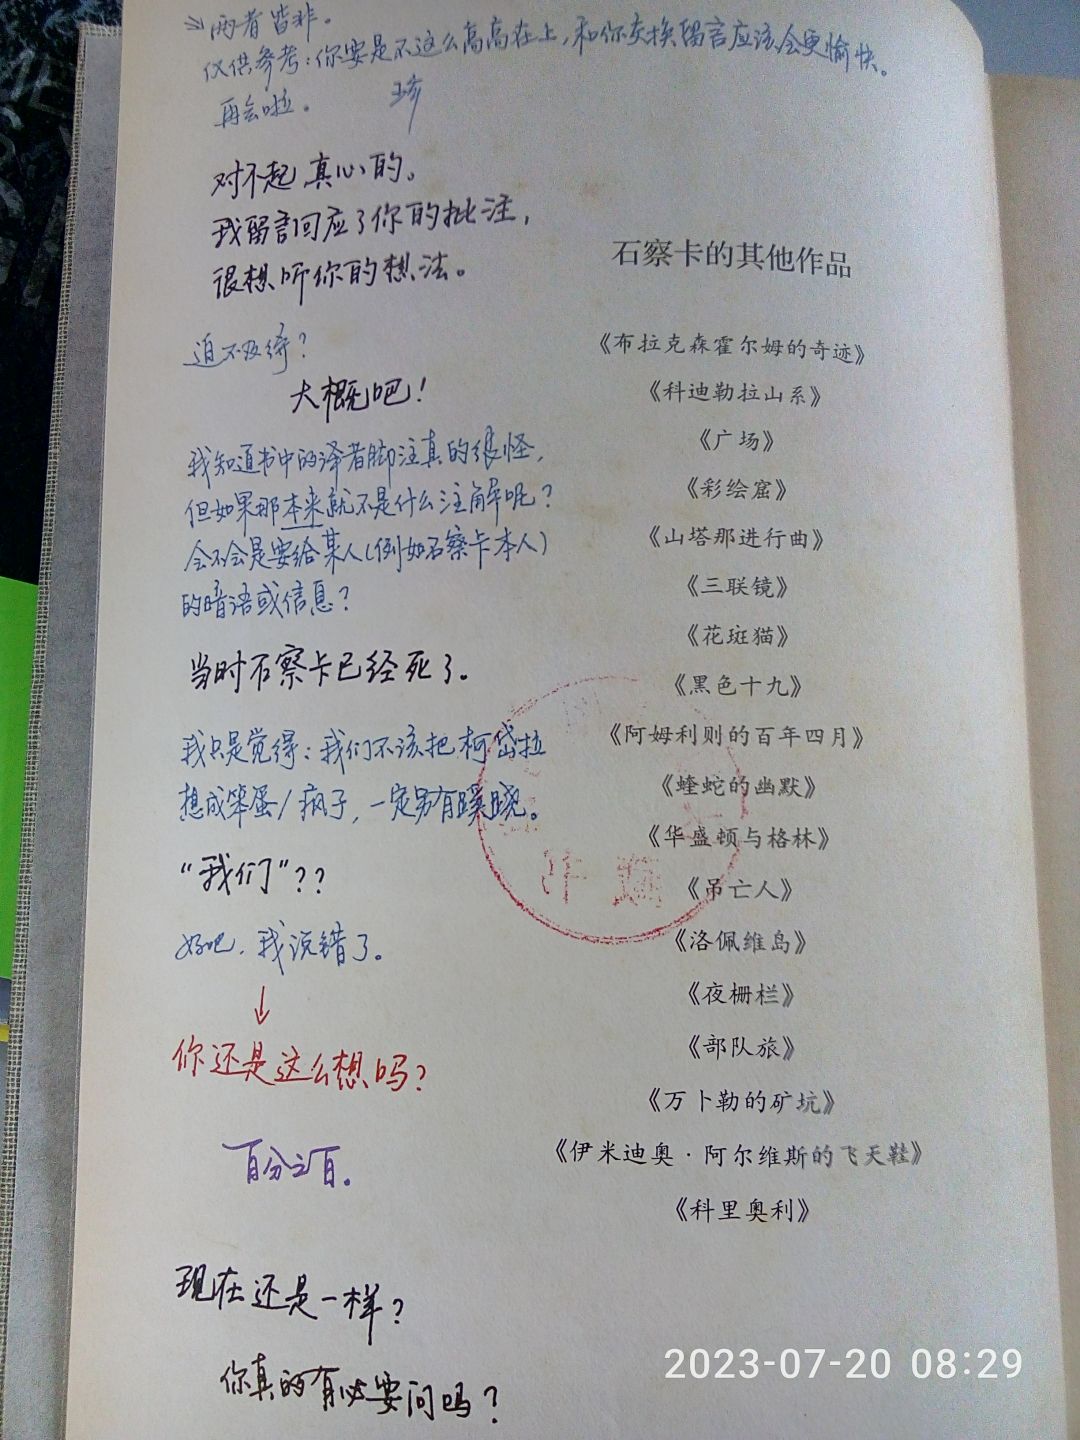 两者皆非。
仅供参考：你要是不这么高高在上，和你交换留言应该会更愉快。
再会啦。 珍
对不起，真心的。
我留言回应了你的批注，
很想听你的想法。
迫不及待？
大概吧！
我知道书中的译者脚注真的很怪，
但如果那本来就不是什么注解呢？
会不会是要给某人(例如石察卡本人)
的暗语或信息？
当时石察卡已经死了。
我只是觉得：我们不该把柯岱拉
想成笨蛋/疯子，一定另有蹊跷。
“我们”??
好吧，我说错了。
你还是这么想吗？
百分之百。
现在还是一样？
你真的有必要问吗？
石察卡的其他作品
《布拉克森霍尔姆的奇迹》
《科迪勒拉山系》
《广场》
《彩绘窟》
《山塔那进行曲》
《三联镜》
《花斑猫》
《黑色十九》
《阿姆利则的百年四月》
《蝰蛇的幽默》
《华盛顿与格林》
《吊亡人》
《洛佩维岛》
《夜栅栏》
《部队旅》
《万卜勒的矿坑》
《伊米迪奥·阿尔维斯的飞天鞋》
《科里奥利》
2023-07-20 08:29